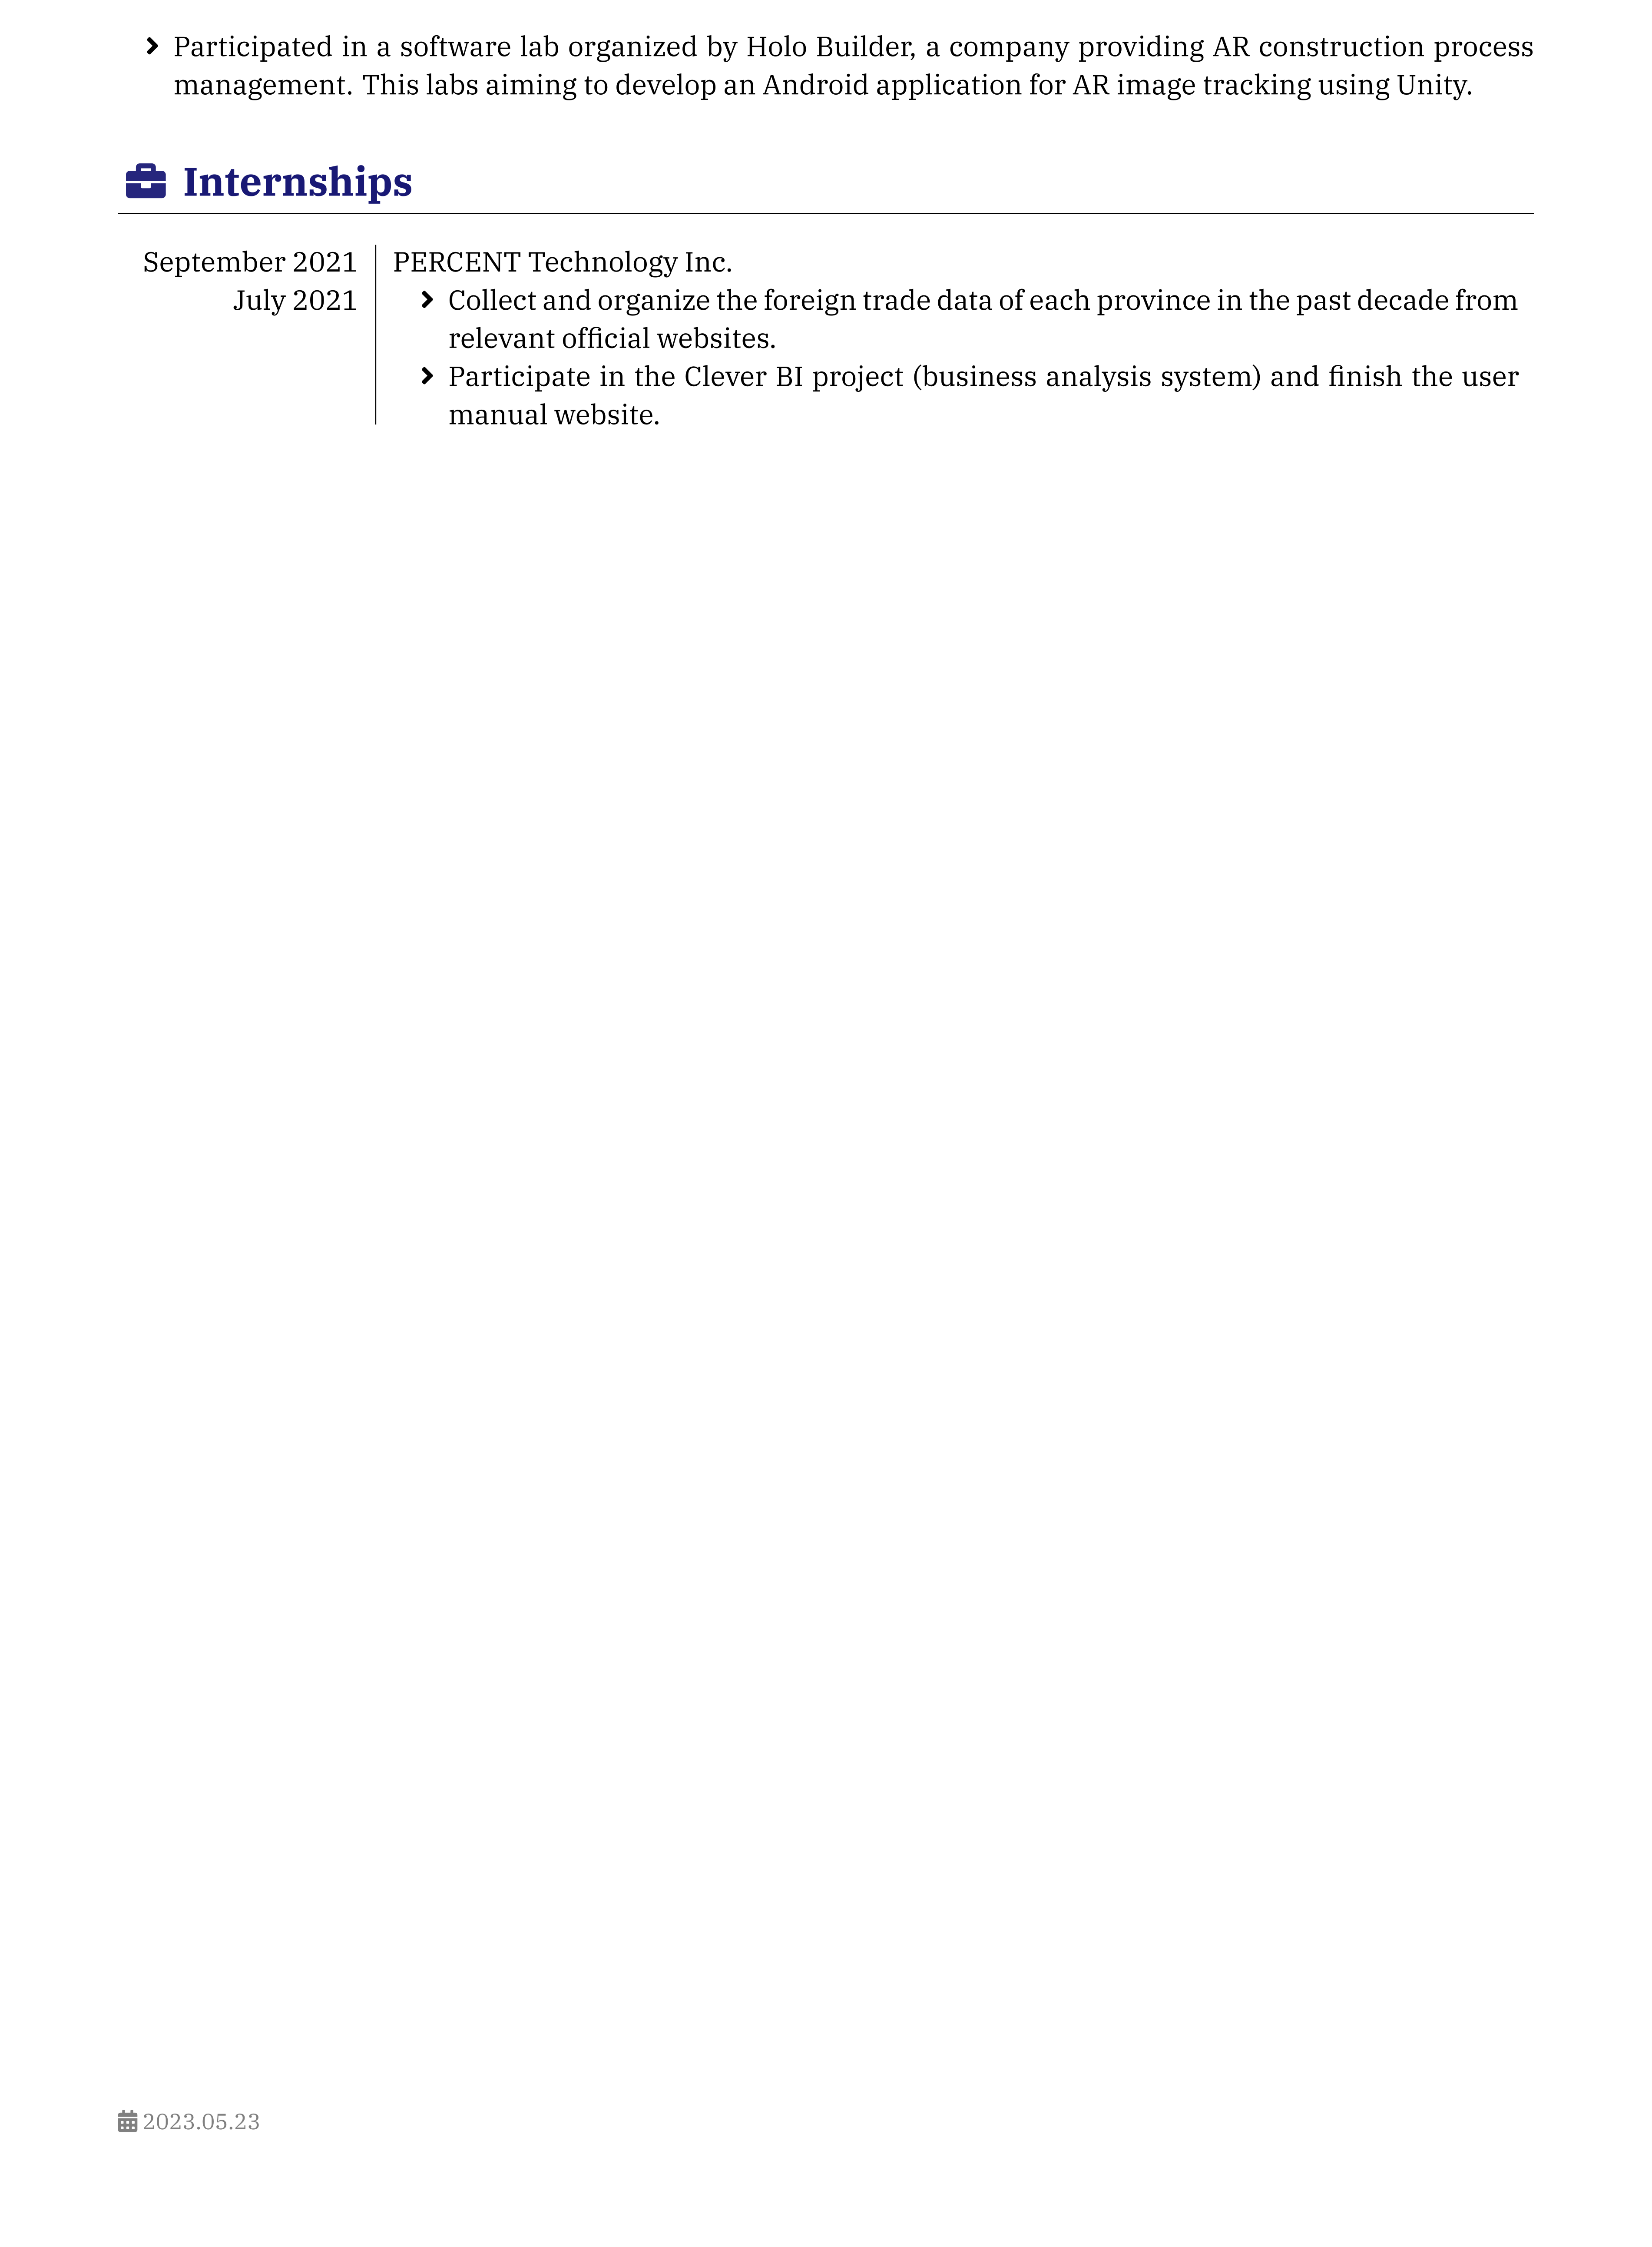 Participated in a software lab organized by Holo Builder, a company providing AR construction process
management. This labs aiming to develop an Android application for AR image tracking using Unity.
Internships
September 2021
July 2021
PERCENT Technology Inc.
Collect and organize the foreign trade data of each province in the past decade from
relevant official websites.
Participate in the Clever BI project (business analysis system) and finish the user
manual website.
2023.05.23